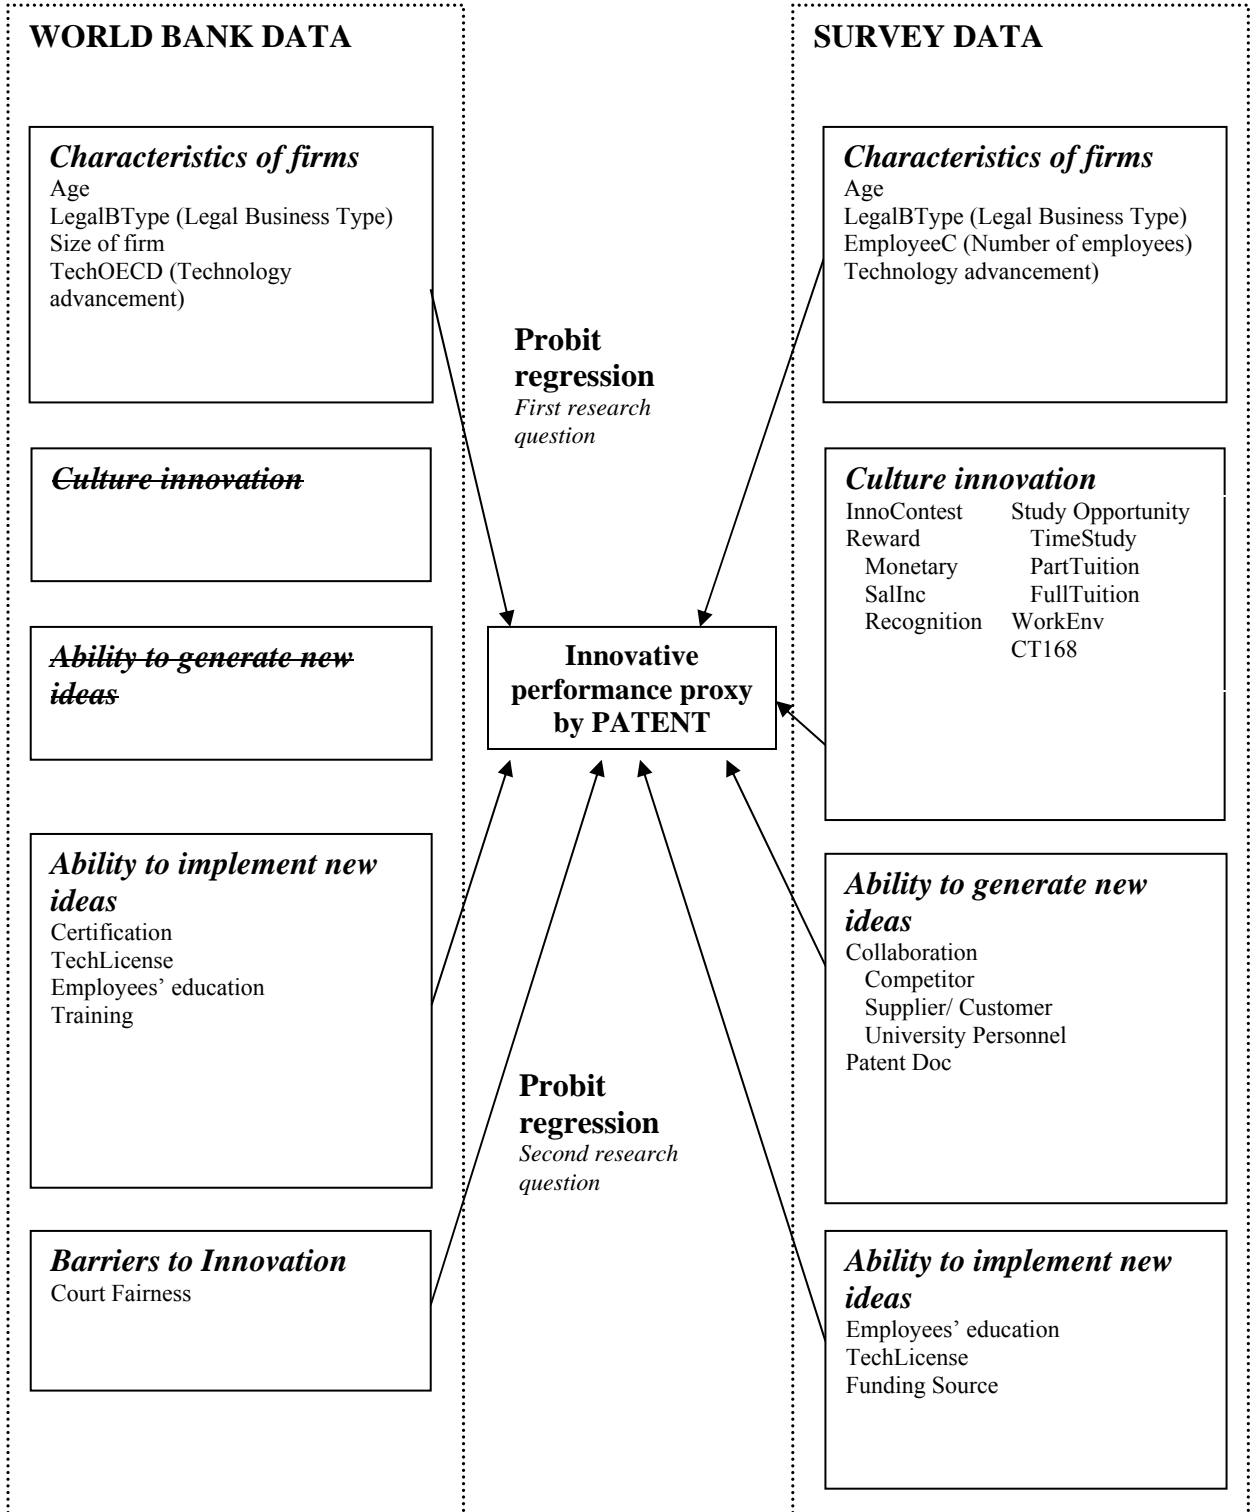 WORLD BANK DATA
Characteristics of firms
Age
LegalBType (Legal Business Type)
Size of firm
TechOECD (Technology
advancement)
Culture innovation
Ability to generate new
ideas
Ability to implement new
ideas
Certification
TechLicense
Employees’ education
Training
Barriers to Innovation
Court Fairness
Probit
regression
First research
question
Innovative
performance proxy
by PATENT
Probit
regression
Second research
question
SURVEY DATA
Characteristics of firms
Age
LegalBType (Legal Business Type)
EmployeeC (Number of employees)
Technology advancement)
Culture innovation
InnoContest
Reward
Monetary
SalInc
Recognition
Study Opportunity
TimeStudy
PartTuition
FullTuition
WorkEnv
CT168
Ability to generate new
ideas
Collaboration
Competitor
Supplier/ Customer
University Personnel
Patent Doc
Ability to implement new
ideas
Employees’ education
TechLicense
Funding Source